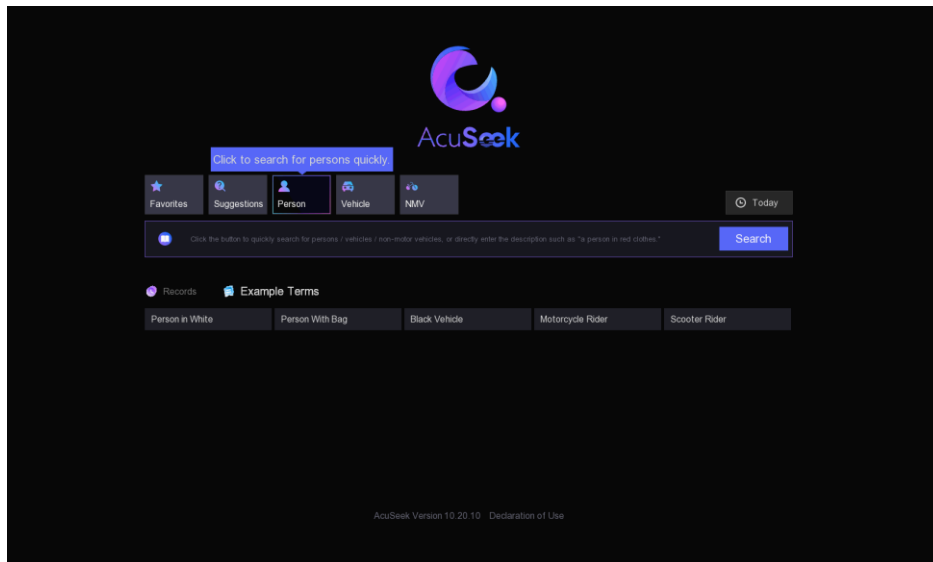 AcuSeek
Click to search for persons quickly.
Favorites
Suggestions
Person
Vehicle
NMV
Today
Click the button to quickly search for persons / vehicles / non-motor vehicles, or directly enter the description such as "a person in red clothes."
Search
Records
Example Terms
Person in White
Person With Bag
Black Vehicle
Motorcycle Rider
Scooter Rider
AcuSeek Version 10.20.10 Declaration of Use